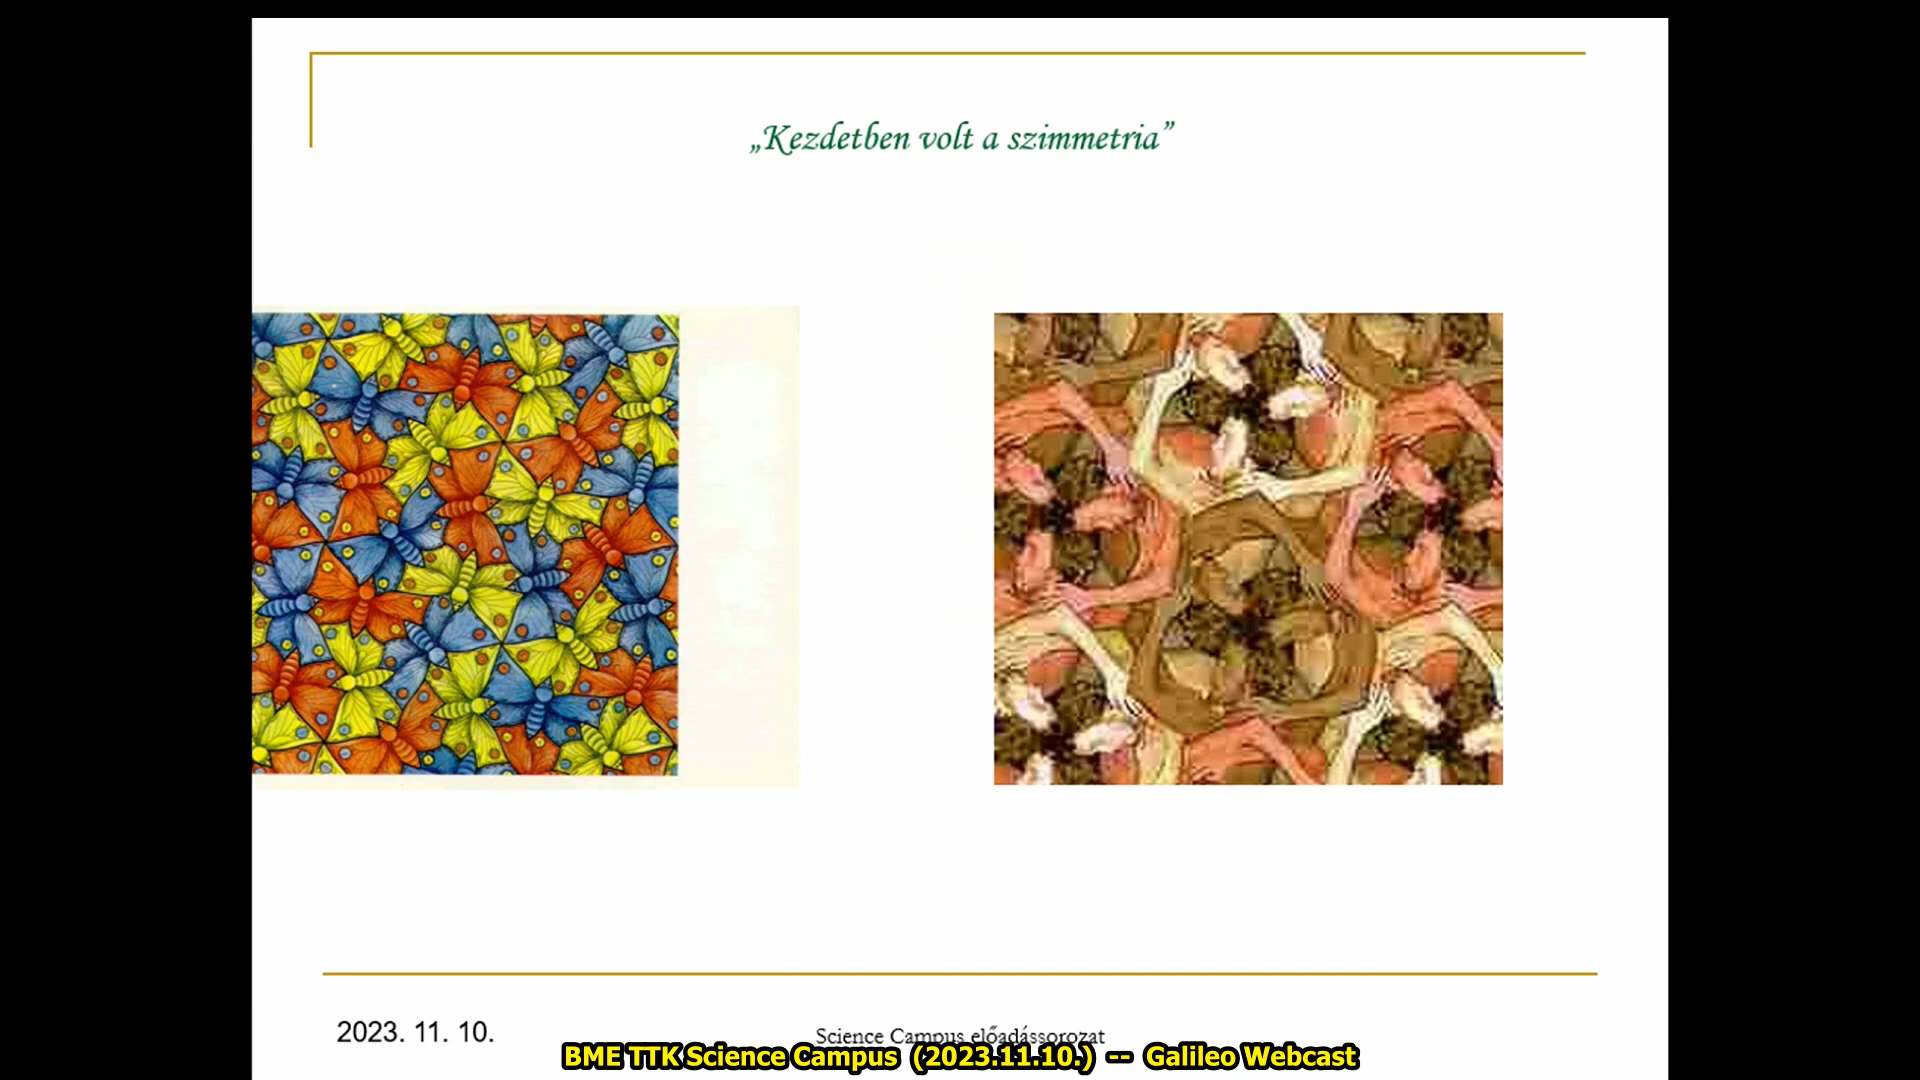 „Kezdetben volt a szimmetria”
2023. 11. 10.
Science Campus előadássorozat
BME TTK Science Campus (2023.11.10.) -- Galileo Webcast